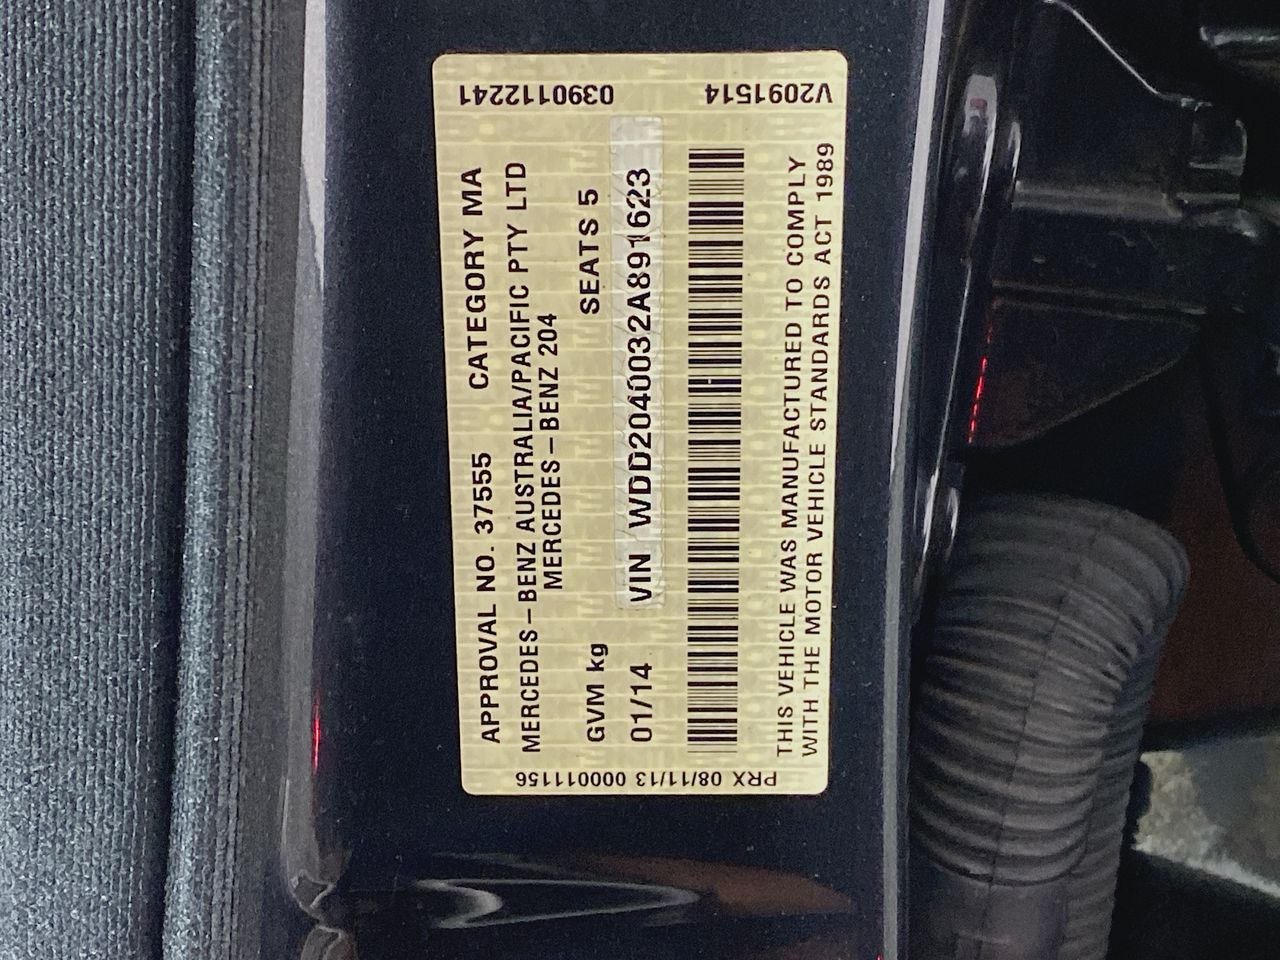 APPROVAL NO. 37555 CATEGORY MA
MERCEDES-BENZ AUSTRALIA/PACIFIC PTY LTD
MERCEDES-BENZ 204
GVM kg SEATS 5
01/14 VIN WDD2040032A891623
THIS VEHICLE WAS MANUFACTURED TO COMPLY
WITH THE MOTOR VEHICLE STANDARDS ACT 1989
0390112241 V2091514
PRX 08/11/13 000011156